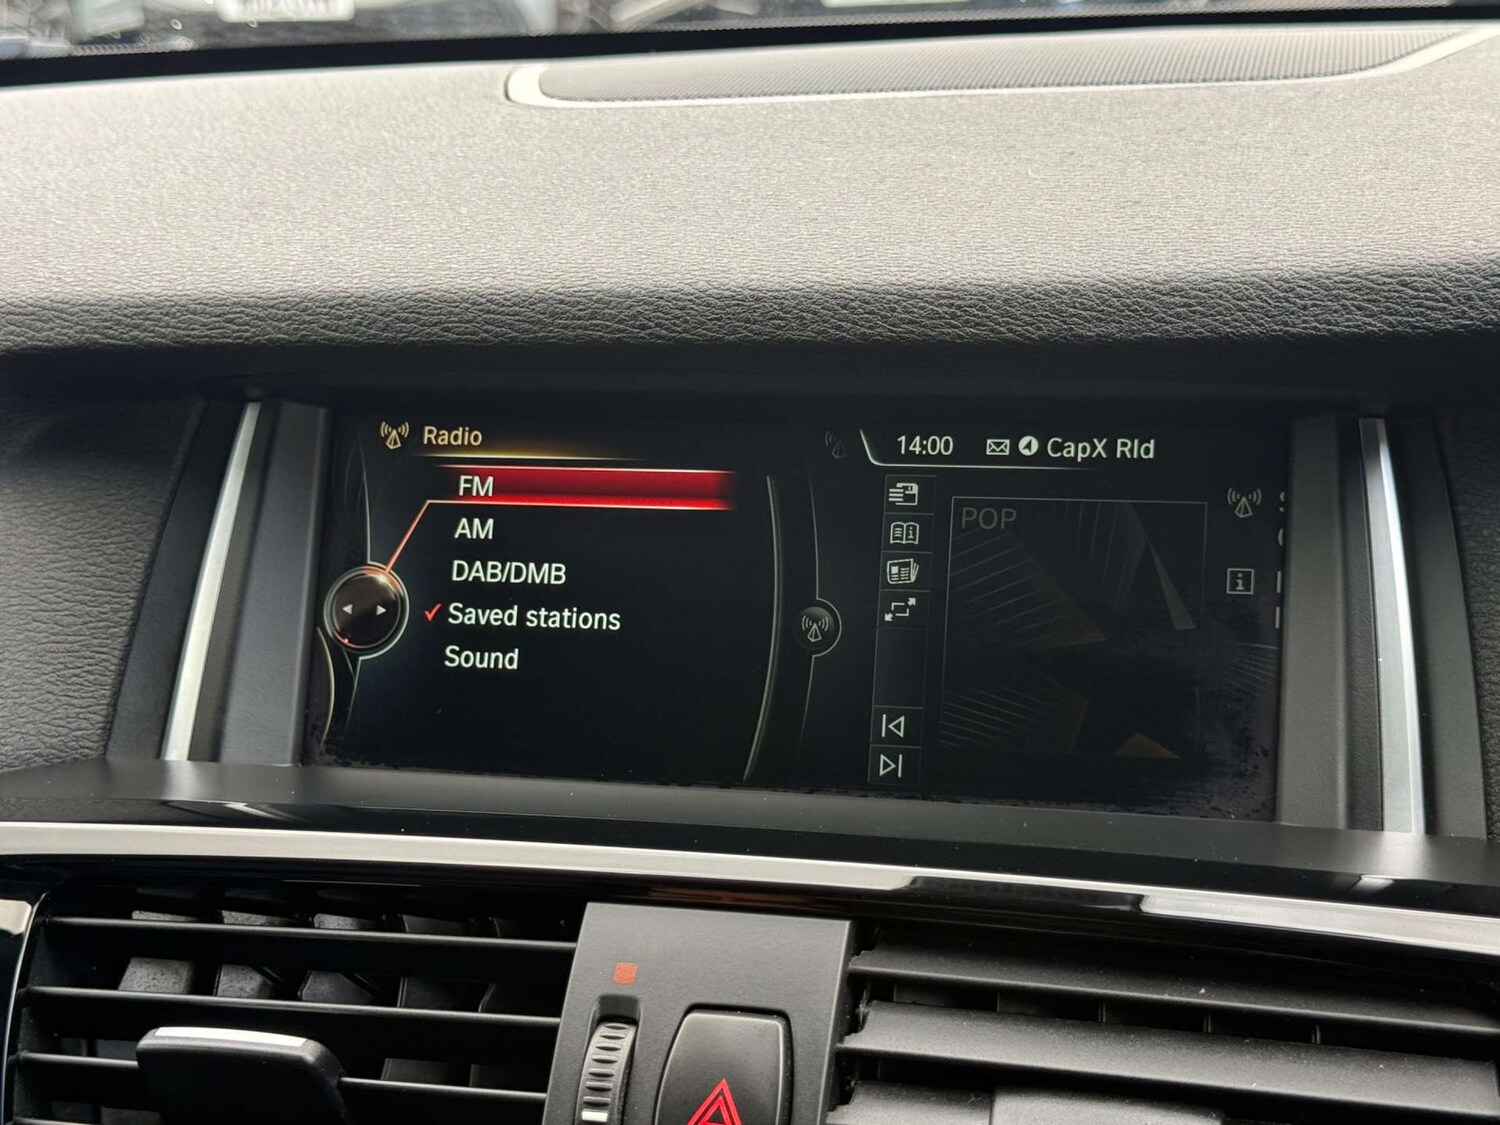 Radio
FM
AM
DAB/DMB
Saved stations
Sound
14:00 CapX Rld
POP